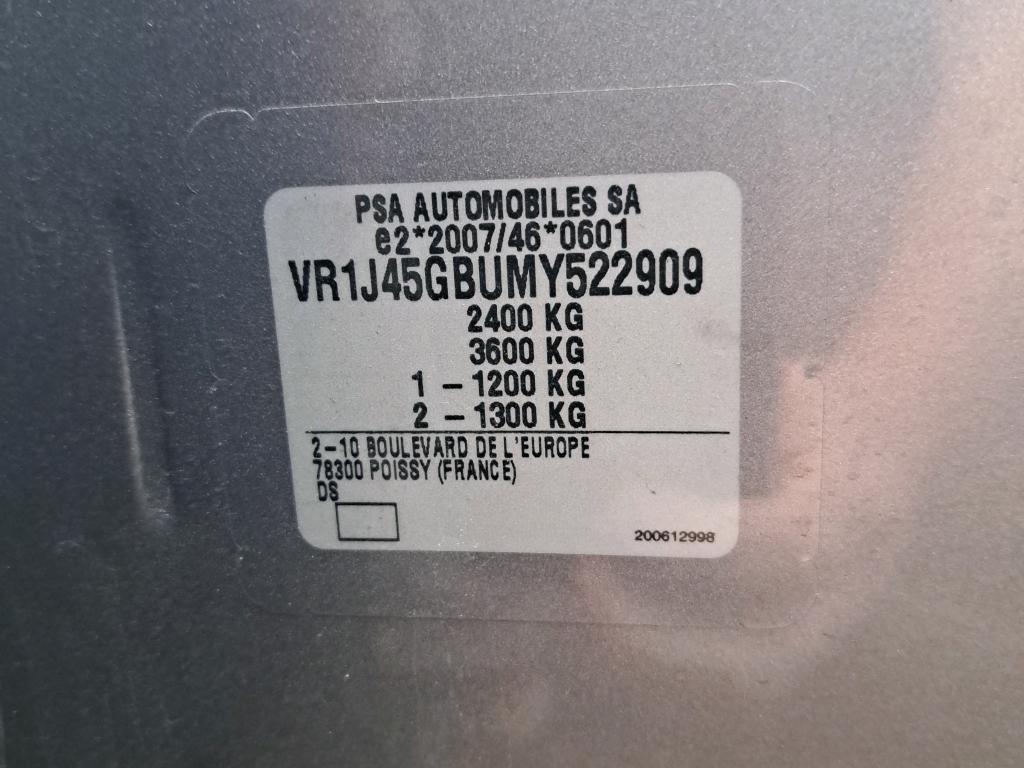 PSA AUTOMOBILES SA
e2*2007/46*0601
VR1J45GBUMY522909
2400 KG
3600 KG
1 - 1200 KG
2 - 1300 KG
2-10 BOULEVARD DE L'EUROPE
78300 POISSY (FRANCE)
DS
200612998